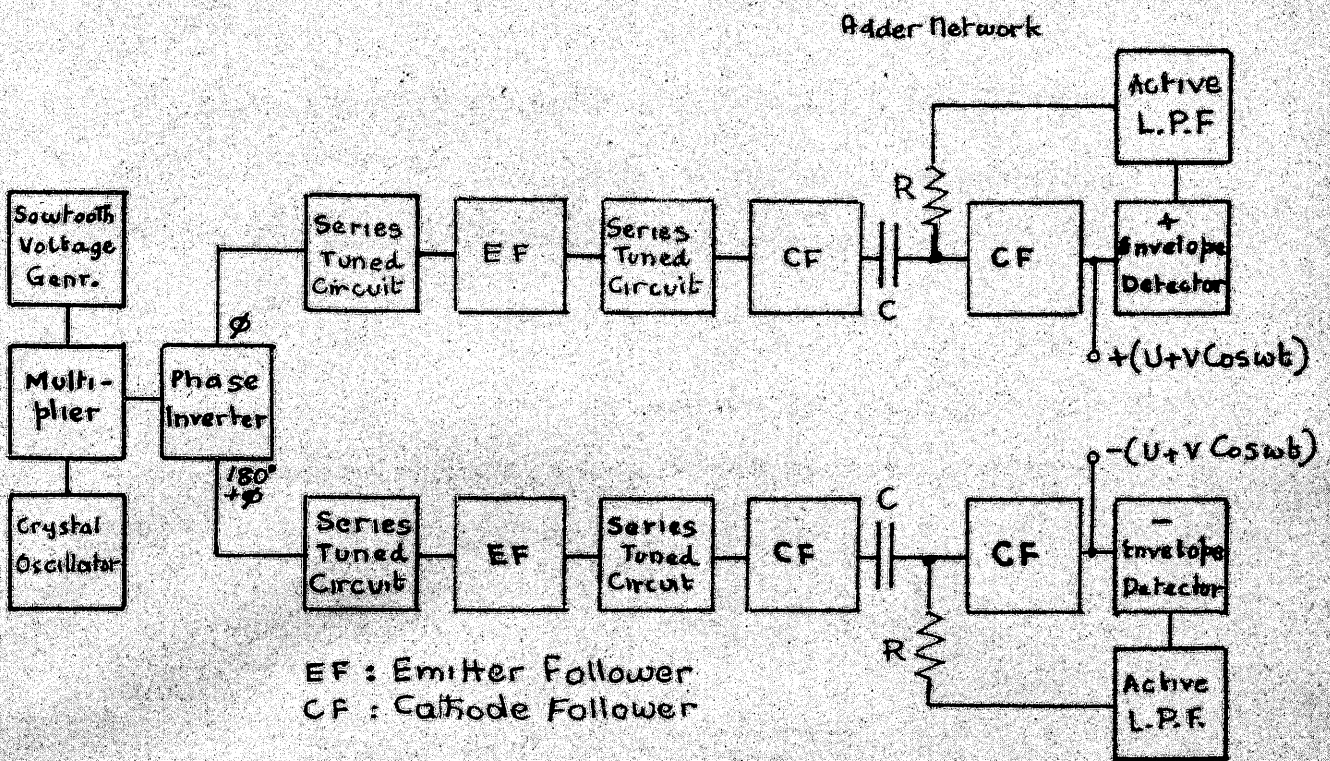 Adder Network
Active
L.P.F
Sawtooth
Voltage
Genr.
Series
Tuned
Circuit
EF
Series
Tuned
Circuit
CF
C
R
CF
+
Envelope
Detector
+(U+VCosωt)
φ
Multi-
plier
Phase
Inverter
180°
+φ
-(U+VCosωt)
Crystal
Oscillator
Series
Tuned
Circuit
EF
Series
Tuned
Circuit
CF
C
R
CF
-
Envelope
Detector
Active
L.P.F.
EF : Emitter Follower
CF : Cathode Follower